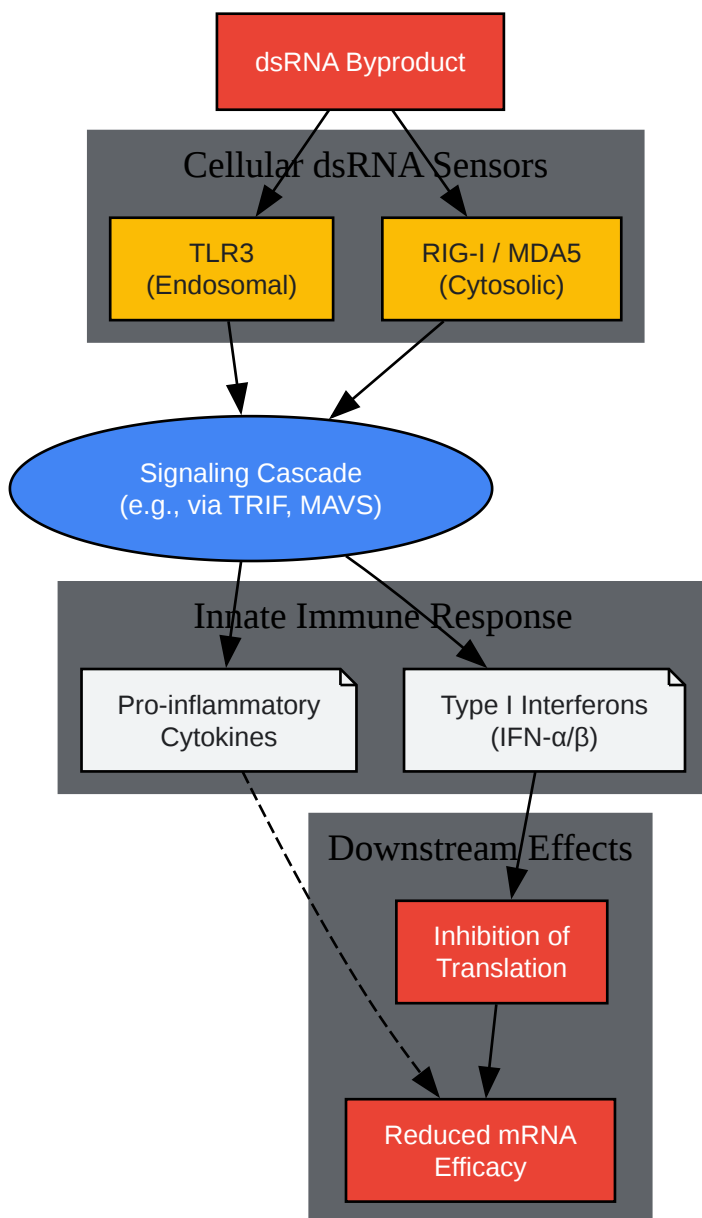 dsRNA Byproduct
Cellular dsRNA Sensors
TLR3
(Endosomal)
RIG-I / MDA5
(Cytosolic)
Signaling Cascade
(e.g., via TRIF, MAVS)
Innate Immune Response
Pro-inflammatory
Cytokines
Type I Interferons
(IFN-α/β)
Downstream Effects
Inhibition of
Translation
Reduced mRNA
Efficacy